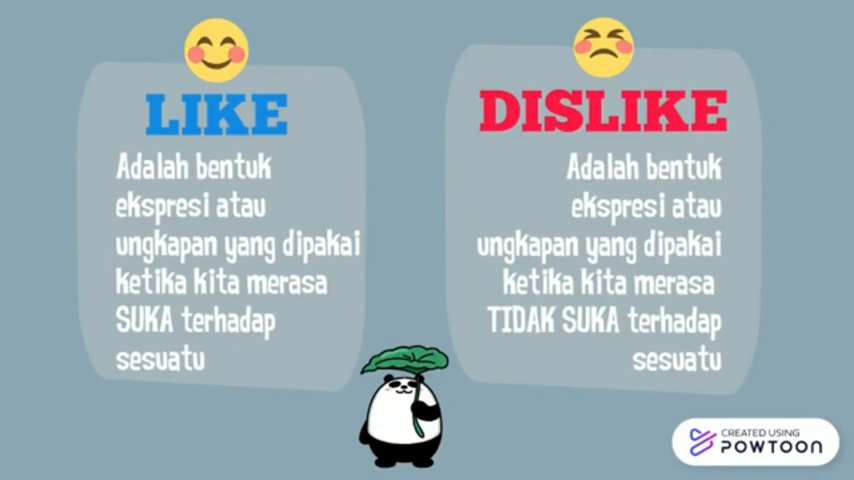 LIKE
Adalah bentuk
ekspresi atau
ungkapan yang dipakai
ketika kita merasa
SUKA terhadap
sesuatu
DISLIKE
Adalah bentuk
ekspresi atau
ungkapan yang dipakai
ketika kita merasa
TIDAK SUKA terhadap
sesuatu
CREATED USING
POWTOON